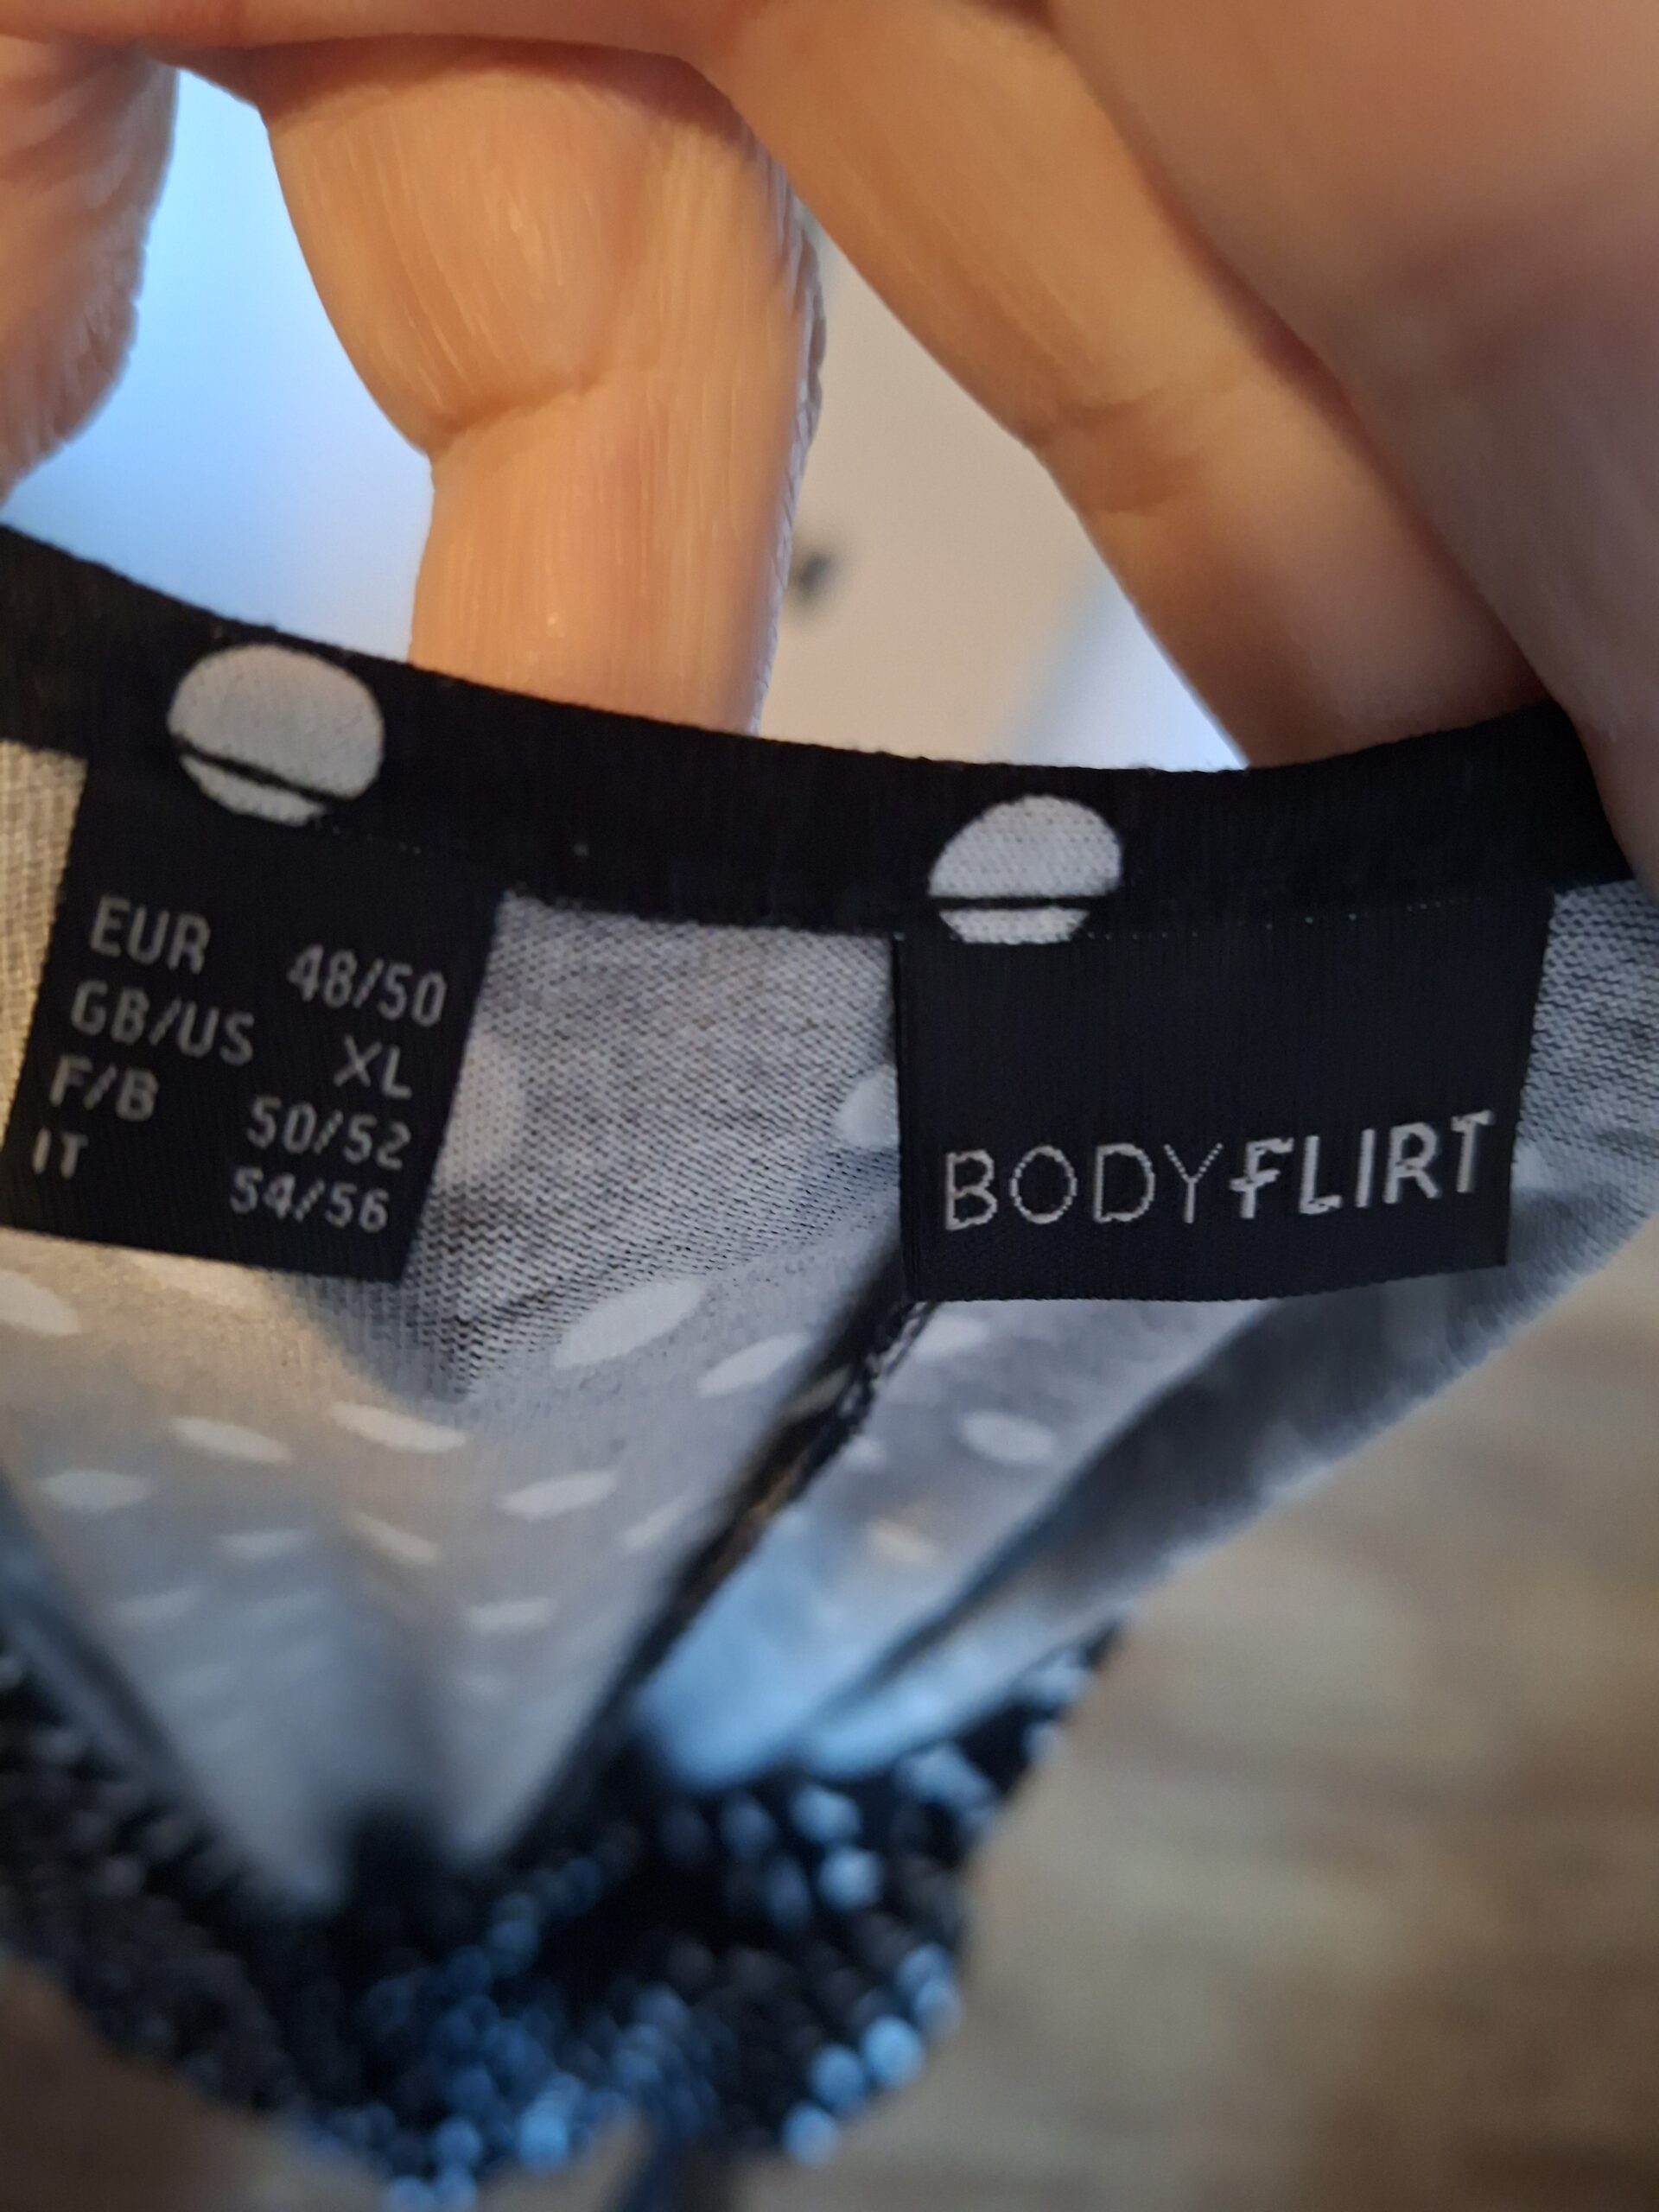 EUR 48/50
GB/US XL
F/B 50/52
IT 54/56
BODYFLIRT